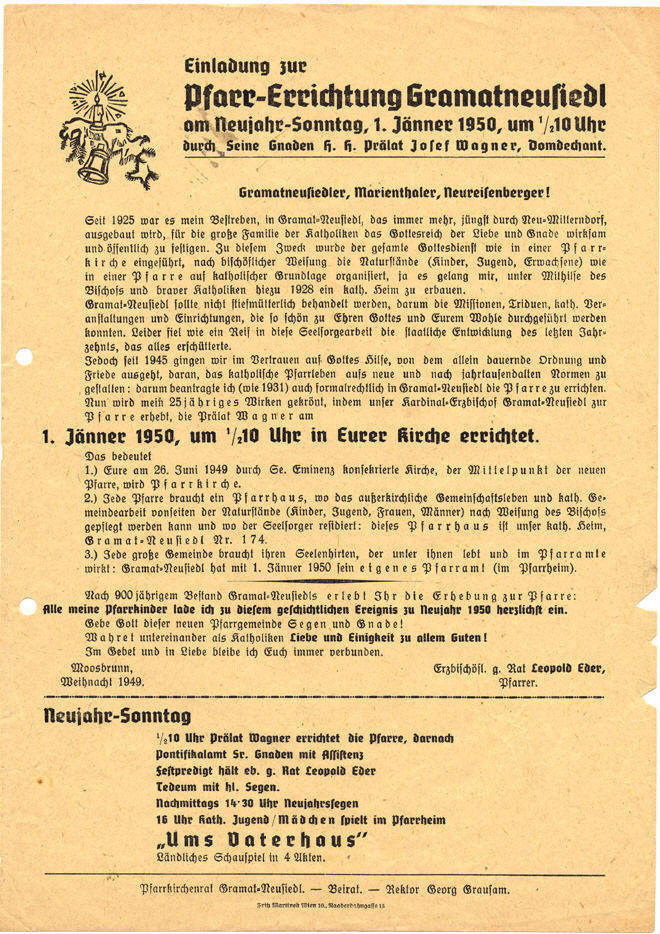 Einladung zur
Pfarr-Errichtung Gramatneusiedl
am Neujahr-Sonntag, 1. Jänner 1950, um 1/2 10 Uhr
durch Seine Gnaden H. H. Prälat Josef Wagner, Domdechant.
Gramatneusiedler, Marienthaler, Neureisenberger!
Seit 1925 war es mein Bestreben, in Gramat=Neusiedl, das immer mehr, jüngst durch Neu=Mitterndorf,
ausgebaut wird, für die große Familie der Katholiken das Gottesreich der Liebe und Gnade wirksam
und öffentlich zu festigen. Zu diesem Zweck wurde der gesamte Gottesdienst wie in einer Pfarr-
kirche eingeführt, nach bischöflicher Weisung die Naturstände (Kinder, Jugend, Erwachsene) wie
in einer Pfarre auf katholischer Grundlage organisiert, ja es gelang mir, unter Mithilfe des
Bischofs und braver Katholiken hiezu 1928 ein kath. Heim zu erbauen.
Gramat=Neusiedl sollte nicht stiefmütterlich behandelt werden, darum die Missionen, Triduen, kath. Ver-
anstaltungen und Einrichtungen, die so schön zu Ehren Gottes und Eurem Wohle durchgeführt werden
konnten. Leider fiel wie ein Reif in diese Seelsorgearbeit die staatliche Entwicklung des letzten Jahr-
zehnts, das alles erschütterte.
Jedoch seit 1945 gingen wir im Vertrauen auf Gottes Hilfe, von dem allein dauernde Ordnung und
Friede ausgeht, daran, das katholische Pfarrleben aufs neue und nach jahrtausendalten Normen zu
gestalten: darum beantragte ich (wie 1931) auch formalrechtlich in Gramat=Neusiedl die Pfarre zu errichten.
Nun wird mein 25jähriges Wirken gekrönt, indem unser Kardinal=Erzbischof Gramat=Neusiedl zur
Pfarre erhebt, die Prälat Wagner am
1. Jänner 1950, um 1/2 10 Uhr in Eurer Kirche errichtet.
Das bedeutet
1.) Eure am 26. Juni 1949 durch Se. Eminenz konsekrierte Kirche, der Mittelpunkt der neuen
Pfarre, wird Pfarrkirche.
2.) Jede Pfarre braucht ein Pfarrhaus, wo das außerkirchliche Gemeinschaftsleben und kath. Ge-
meindearbeit vonseiten der Naturstände (Kinder, Jugend, Frauen, Männer) nach Weisung des Bischofs
gepflegt werden kann und wo der Seelsorger residiert: dieses Pfarrhaus ist unser kath. Heim,
Gramat=Neusiedl Nr. 174.
3.) Jede große Gemeinde braucht ihren Seelenhirten, der unter ihnen lebt und im Pfarramte
wirkt: Gramat=Neusiedl hat mit 1. Jänner 1950 sein eigenes Pfarramt (im Pfarrheim).
Nach 900jährigem Bestand Gramat=Neusiedls erlebt Ihr die Erhebung zur Pfarre:
Alle meine Pfarrkinder lade ich zu diesem geschichtlichen Ereignis zu Neujahr 1950 herzlichst ein.
Gebe Gott dieser neuen Pfarrgemeinde Segen und Gnade!
Wahret untereinander als Katholiken Liebe und Einigkeit zu allem Guten!
Im Gebet und in Liebe bleibe ich Euch immer verbunden.
Moosbrunn,
Weihnacht 1949.
Erzbischöfl. g. Rat Leopold Eder,
Pfarrer.
Neujahr-Sonntag
1/2 10 Uhr Prälat Wagner errichtet die Pfarre, darnach
Pontifikalamt Sr. Gnaden mit Assistenz
Festpredigt hält eb. g. Rat Leopold Eder
Tedeum mit hl. Segen.
Nachmittags 14·30 Uhr Neujahrssegen
16 Uhr Kath. Jugend/Mädchen spielt im Pfarrheim
„Ums Vaterhaus"
Ländliches Schauspiel in 4 Akten.
Pfarrkirchenrat Gramat=Neusiedl. — Beirat. — Rektor Georg Grausam.
Fritz Martinek Wien 10., Raaberbahngasse 15